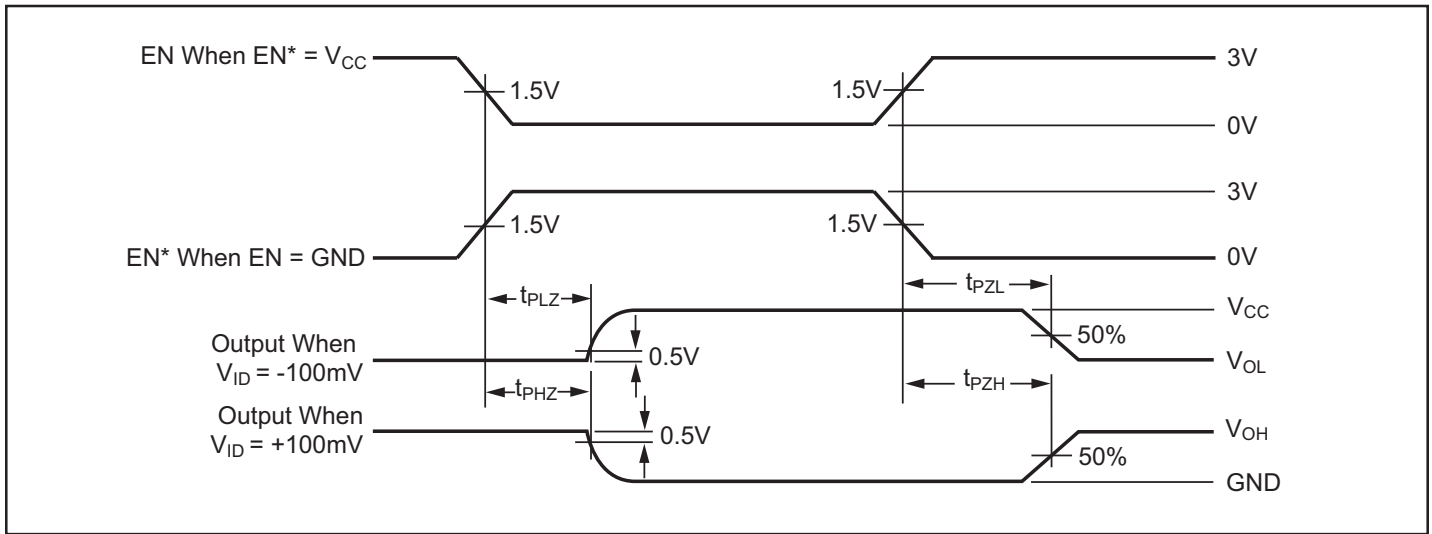 EN When EN* = VCC
1.5V
1.5V
3V
0V
3V
1.5V
1.5V
EN* When EN = GND
0V
tPLZ
tPZL
VCC
Output When
VID = -100mV
0.5V
50%
VOL
tPHZ
tPZH
Output When
VID = +100mV
0.5V
VOH
50%
GND